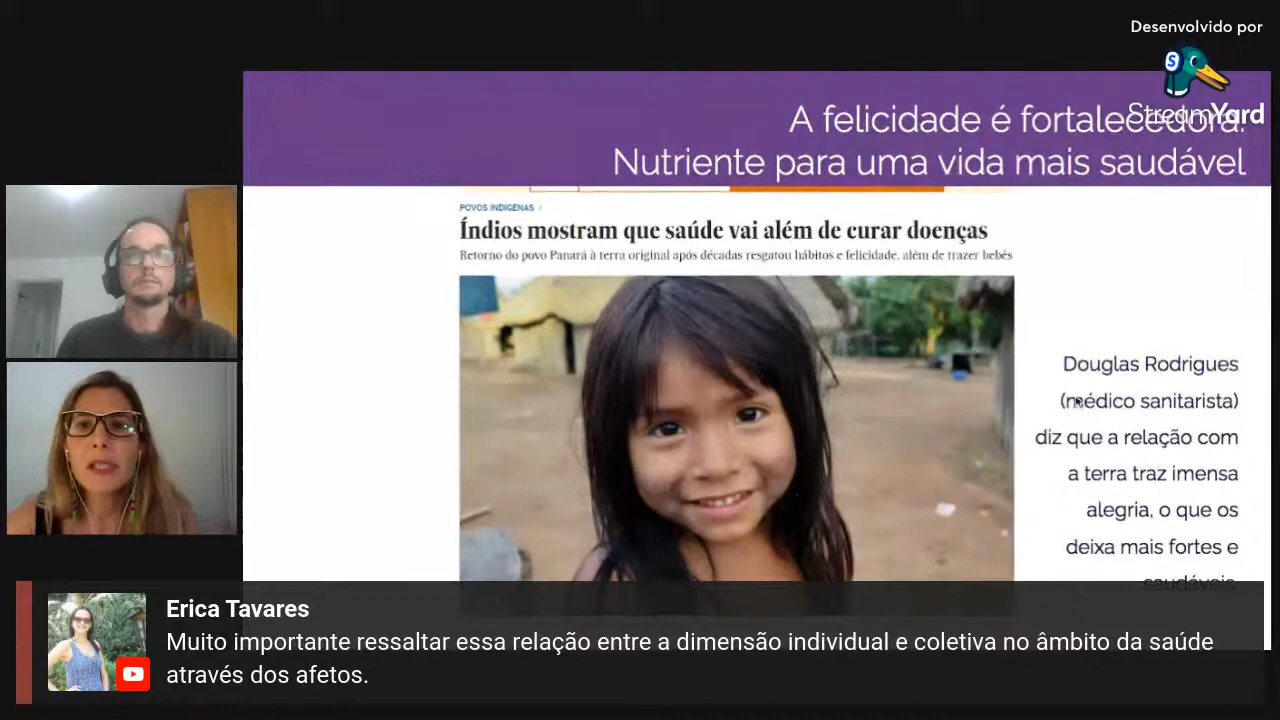 Desenvolvido por
StreamYard
A felicidade é fortalecedora.
Nutriente para uma vida mais saudável
POVOS INDÍGENAS
Índios mostram que saúde vai além de curar doenças
Retorno do povo Panará à terra original após décadas resgatou hábitos e felicidade, além de trazer bebês
Douglas Rodrigues
(médico sanitarista)
diz que a relação com
a terra traz imensa
alegria, o que os
deixa mais fortes e
saudáveis.
Erica Tavares
Muito importante ressaltar essa relação entre a dimensão individual e coletiva no âmbito da saúde
através dos afetos.